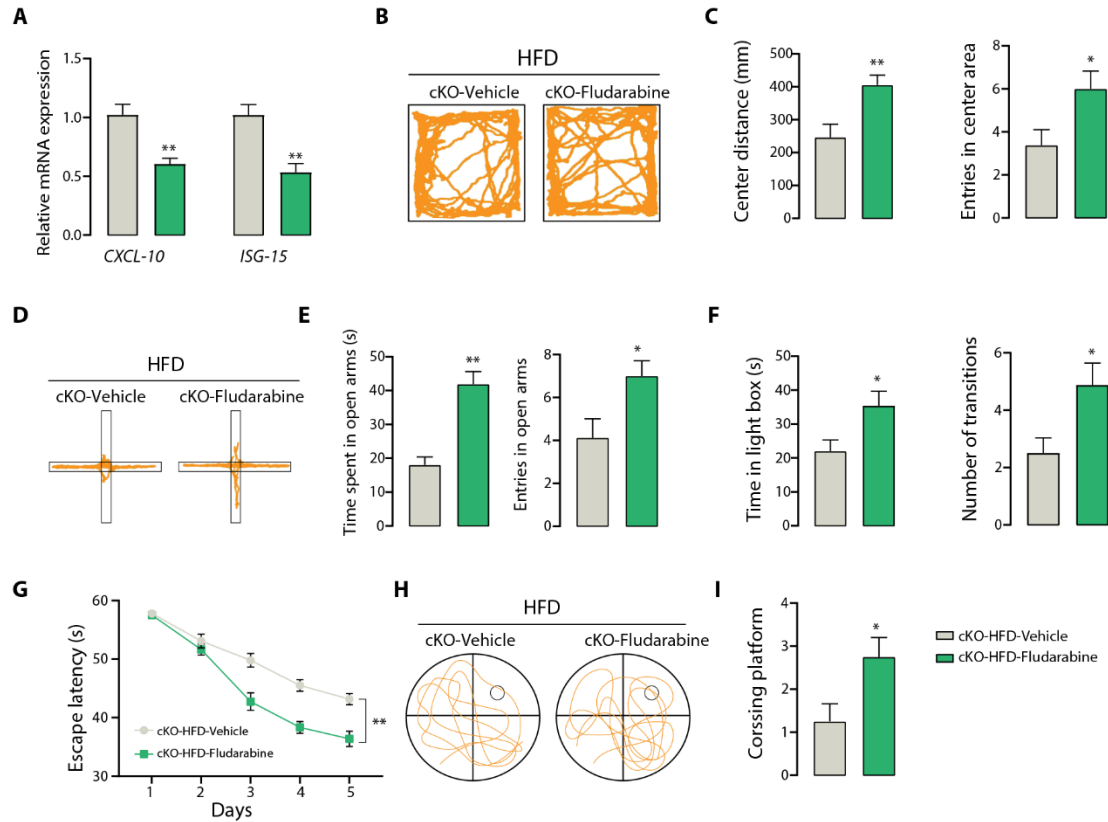 A
Relative mRNA expression
1.5
1.0
0.5
0.0
**
**
CXCL-10
ISG-15
B
HFD
cKO-Vehicle
cKO-Fludarabine
C
Center distance (mm)
500
400
300
200
100
0
**
Entries in center area
8
6
4
2
0
*
D
HFD
cKO-Vehicle
cKO-Fludarabine
E
Time spent in open arms (s)
50
40
30
20
10
0
**
Entries in open arms
8
6
4
2
0
*
F
Time in light box (s)
50
40
30
20
10
0
*
Number of transitions
6
4
2
0
*
G
Escape latency (s)
60
50
40
30
**
cKO-HFD-Vehicle
cKO-HFD-Fludarabine
1 2 3 4 5
Days
H
HFD
cKO-Vehicle
cKO-Fludarabine
I
Corssing platform
4
3
2
1
0
*
cKO-HFD-Vehicle
cKO-HFD-Fludarabine